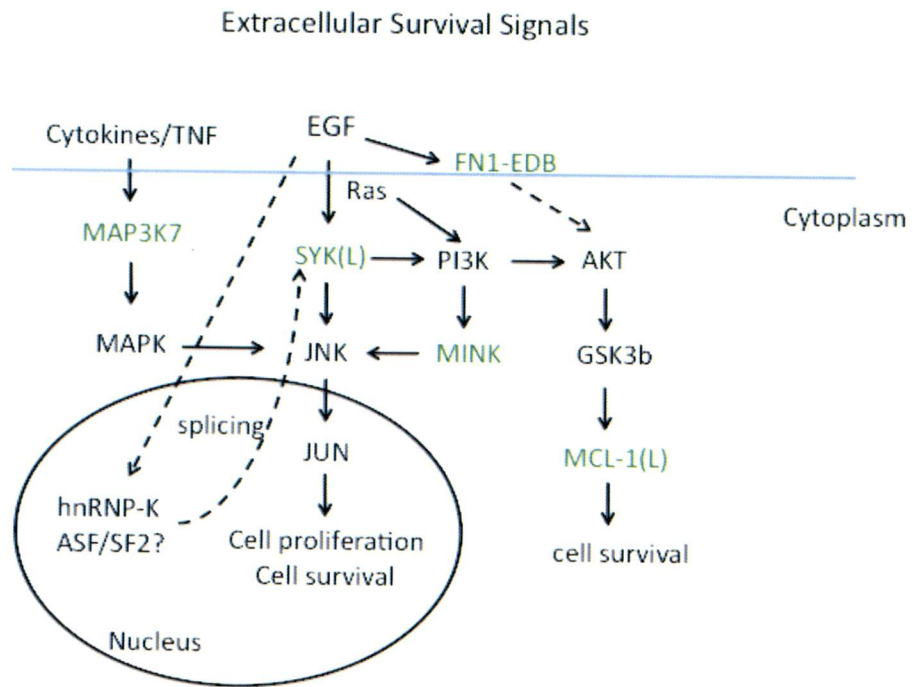 Extracellular Survival Signals
Cytokines/TNF
EGF
FN1-EDB
Ras
Cytoplasm
MAP3K7
SYK(L)
PI3K
AKT
MAPK
JNK
MINK
GSK3b
splicing
JUN
MCL-1(L)
hnRNP-K
ASF/SF2?
Cell proliferation
Cell survival
cell survival
Nucleus